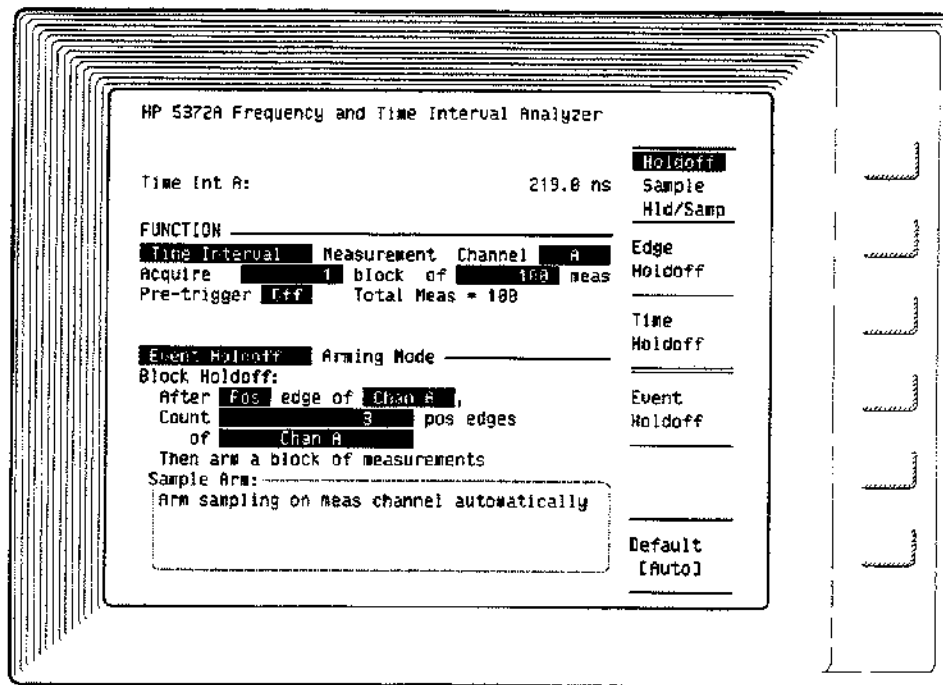 HP 5372A Frequency and Time Interval Analyzer
Time Int A: 219.0 ns
FUNCTION
Time Interval Measurement Channel A
Acquire 1 block of 100 meas
Pre-trigger Off Total Meas = 100
Event Holdoff Arming Mode
Block Holdoff:
After Pos edge of Chan A,
Count 3 pos edges
of Chan A
Then arm a block of measurements
Sample Arm:
Arm sampling on meas channel automatically
Holdoff
Sample
Hld/Samp
Edge
Holdoff
Time
Holdoff
Event
Holdoff
Default
[Auto]